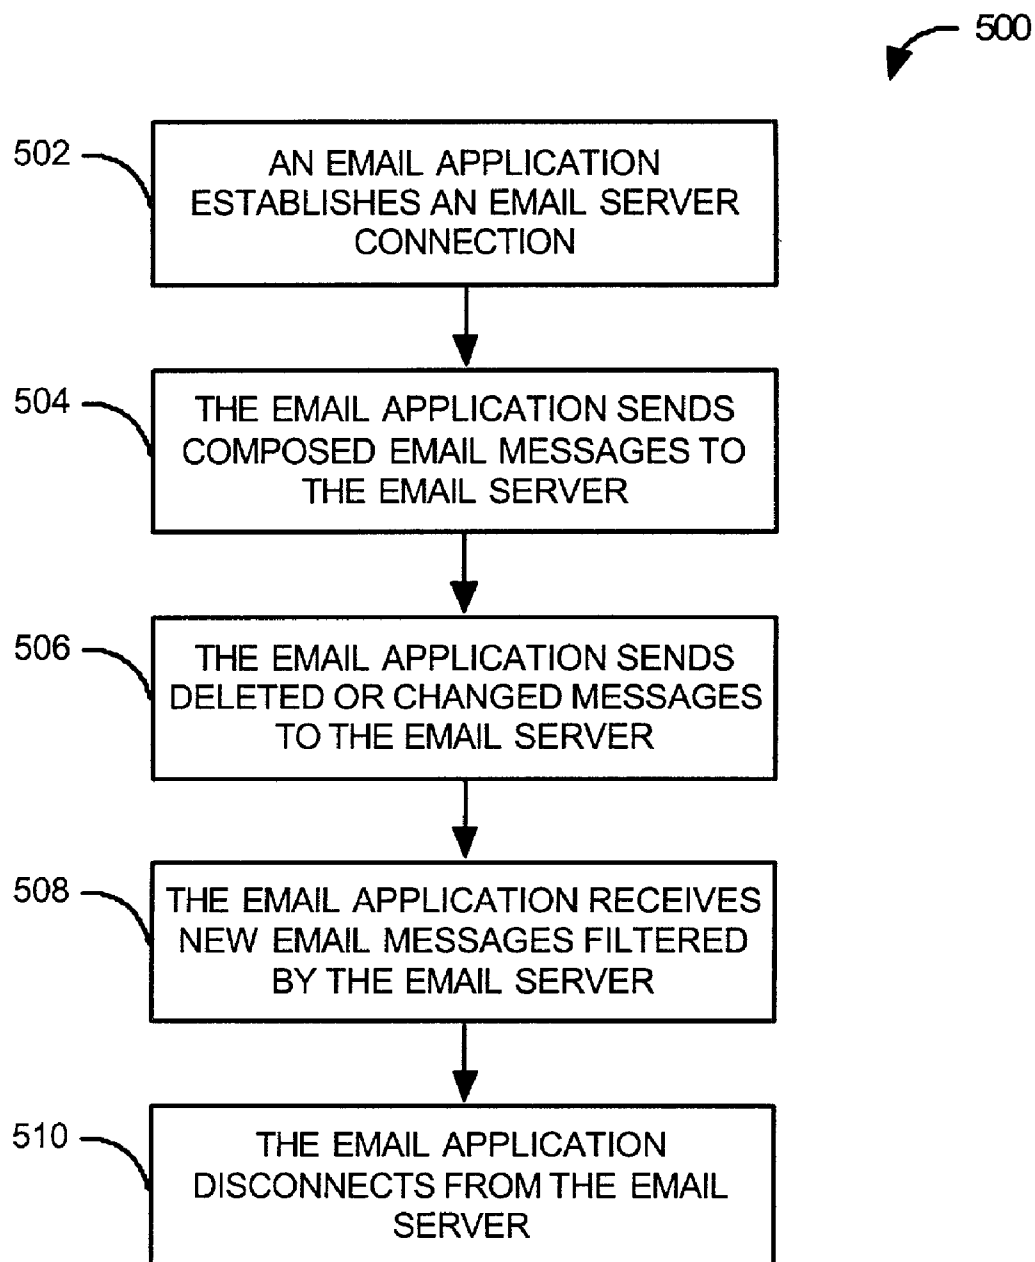 500
502
AN EMAIL APPLICATION
ESTABLISHES AN EMAIL SERVER
CONNECTION
504
THE EMAIL APPLICATION SENDS
COMPOSED EMAIL MESSAGES TO
THE EMAIL SERVER
506
THE EMAIL APPLICATION SENDS
DELETED OR CHANGED MESSAGES
TO THE EMAIL SERVER
508
THE EMAIL APPLICATION RECEIVES
NEW EMAIL MESSAGES FILTERED
BY THE EMAIL SERVER
510
THE EMAIL APPLICATION
DISCONNECTS FROM THE EMAIL
SERVER